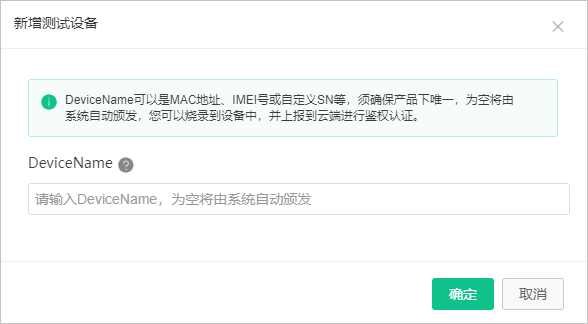 新增测试设备
DeviceName可以是MAC地址、IMEI号或自定义SN等，须确保产品下唯一，为空将由
系统自动颁发，您可以烧录到设备中，并上报到云端进行鉴权认证。
DeviceName
请输入DeviceName，为空将由系统自动颁发
确定 取消